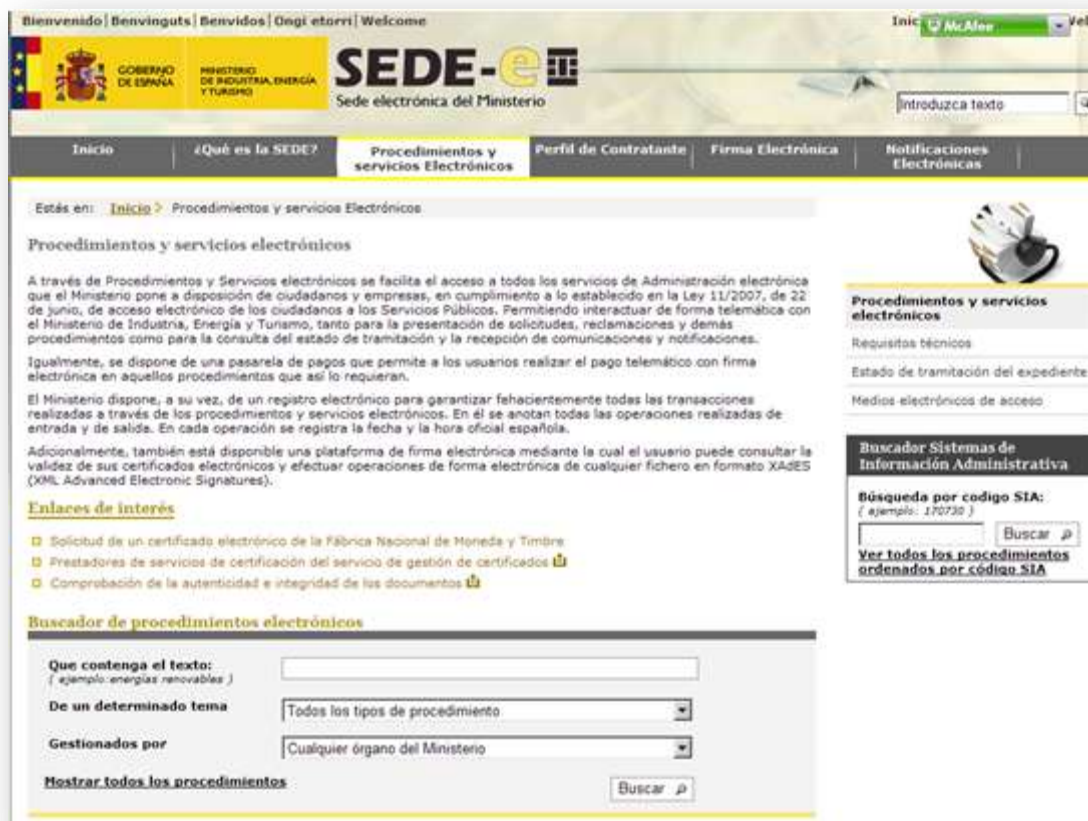 Bienvenido | Benvinguts | Benvidos | Ongi etorri | Welcome
McAfee
GOBIERNO
DE ESPAÑA
MINISTERIO
DE INDUSTRIA, ENERGÍA
Y TURISMO
SEDE-e
Sede electrónica del Ministerio
Introduzca texto
Inicio
¿Qué es la SEDE?
Procedimientos y
servicios Electrónicos
Perfil de Contratante
Firma Electrónica
Notificaciones
Electrónicas
Estás en: Inicio > Procedimientos y servicios Electrónicos
Procedimientos y servicios electrónicos
A través de Procedimientos y Servicios electrónicos se facilita el acceso a todos los servicios de Administración electrónica
que el Ministerio pone a disposición de ciudadanos y empresas, en cumplimiento a lo establecido en la Ley 11/2007, de 22
de junio, de acceso electrónico de los ciudadanos a los Servicios Públicos. Permitiendo interactuar de forma telemática con
el Ministerio de Industria, Energía y Turismo, tanto para la presentación de solicitudes, reclamaciones y demás
procedimientos como para la consulta del estado de tramitación y la recepción de comunicaciones y notificaciones.
Igualmente, se dispone de una pasarela de pagos que permite a los usuarios realizar el pago telemático con firma
electrónica en aquellos procedimientos que así lo requieran.
El Ministerio dispone, a su vez, de un registro electrónico para garantizar fehacientemente todas las transacciones
realizadas a través de los procedimientos y servicios electrónicos. En él se anotan todas las operaciones realizadas de
entrada y de salida. En cada operación se registra la fecha y la hora oficial española.
Adicionalmente, también está disponible una plataforma de firma electrónica mediante la cual el usuario puede consultar la
validez de sus certificados electrónicos y efectuar operaciones de forma electrónica de cualquier fichero en formato XAdES
(XML Advanced Electronic Signatures).
Enlaces de interés
Solicitud de un certificado electrónico de la Fábrica Nacional de Moneda y Timbre
Prestadores de servicios de certificación del servicio de gestión de certificados
Comprobación de la autenticidad e integridad de los documentos
Buscador de procedimientos electrónicos
Que contenga el texto:
( ejemplo:energías renovables )
De un determinado tema
Todos los tipos de procedimiento
Gestionados por
Cualquier órgano del Ministerio
Mostrar todos los procedimientos
Buscar
Procedimientos y servicios
electrónicos
Requisitos técnicos
Estado de tramitación del expediente
Medios electrónicos de acceso
Buscador Sistemas de
Información Administrativa
Búsqueda por codigo SIA:
( ejemplo: 170730 )
Buscar
Ver todos los procedimientos
ordenados por código SIA